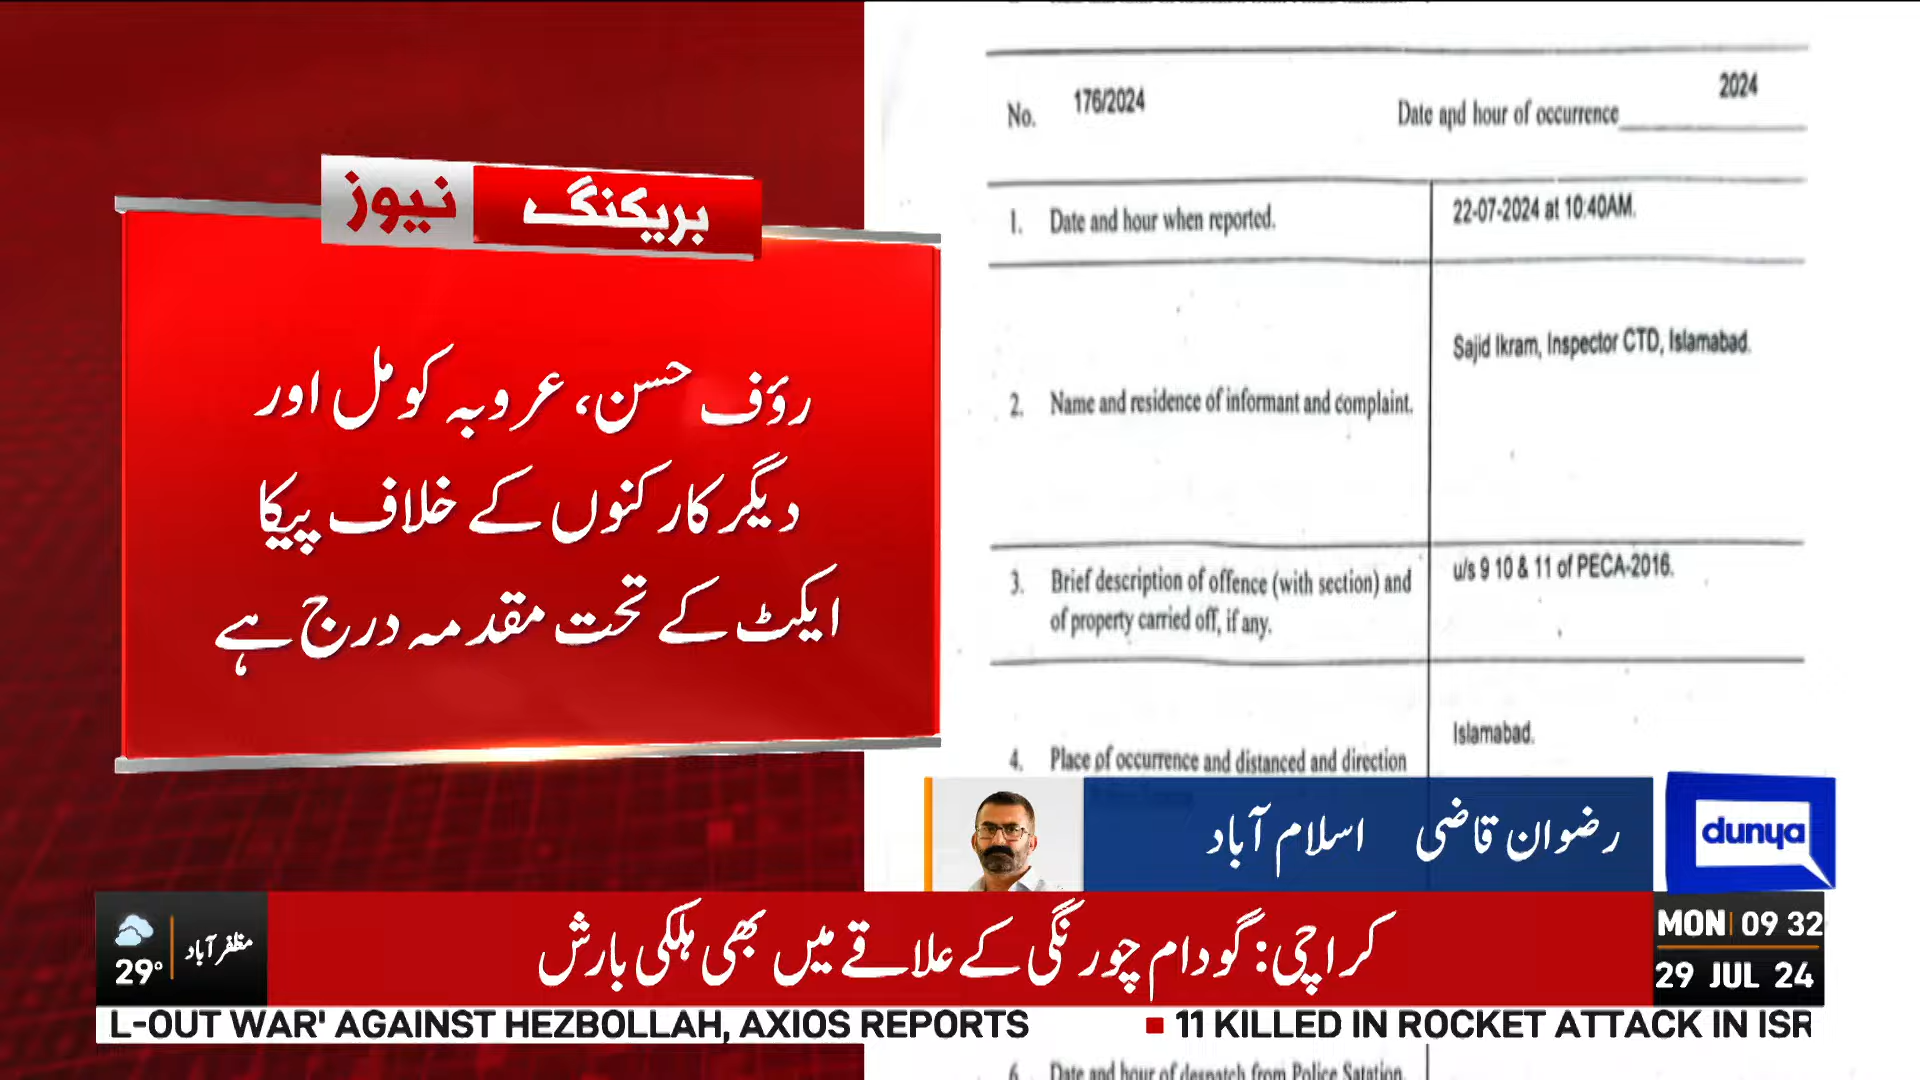 بریکنگ نیوز
رؤف حسن، عروبہ کومل اور
دیگر کارکنوں کے خلاف پیکا
ایکٹ کے تحت مقدمہ درج ہے
No. 176/2024
Date and hour of occurrence 2024
1. Date and hour when reported.
22-07-2024 at 10:40AM.
2. Name and residence of informant and complaint.
Sajid Ikram, Inspector CTD, Islamabad.
3. Brief description of offence (with section) and
of property carried off, if any.
u/s 9 10 & 11 of PECA-2016.
4. Place of occurrence and distanced and direction
Islamabad.
رضوان قاضی اسلام آباد
dunya
مظفر آباد
29°
کراچی: گودام چورنگی کے علاقے میں بھی ہلکی بارش
MON 09 32
29 JUL 24
L-OUT WAR' AGAINST HEZBOLLAH, AXIOS REPORTS
11 KILLED IN ROCKET ATTACK IN ISR
6. Date and hour of despatch from Police Satation.